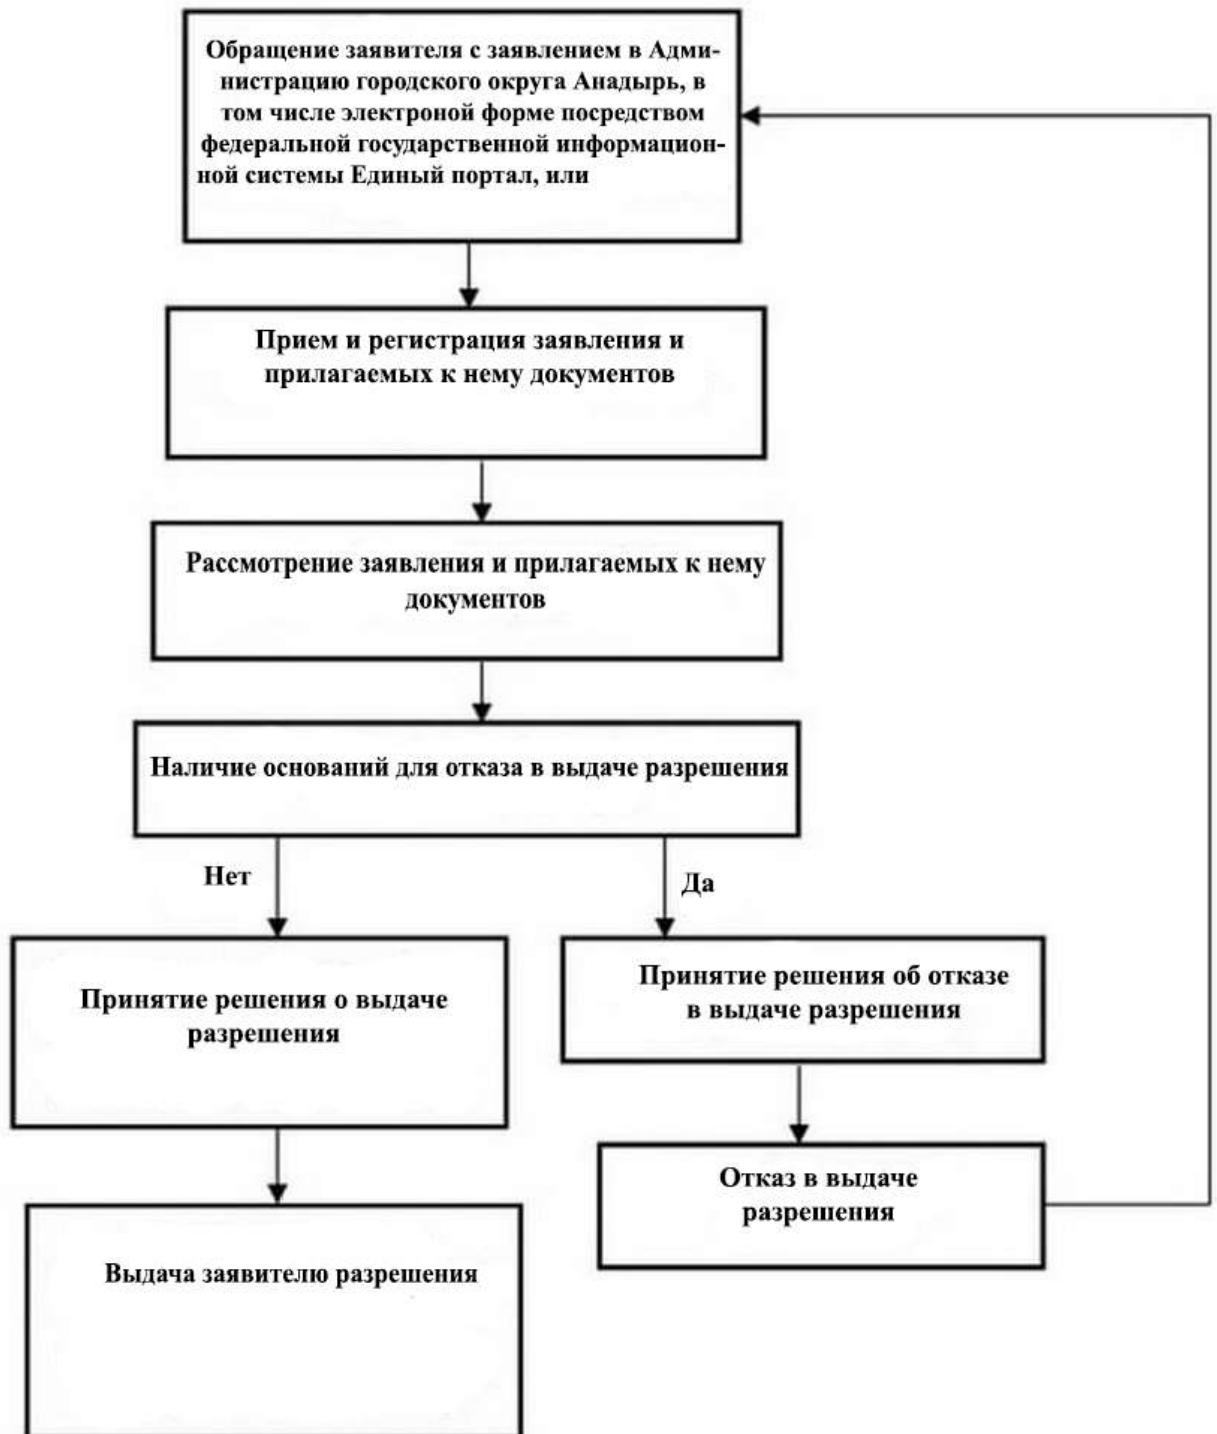 Обращение заявителя с заявлением в Адми-
нистрацию городского округа Анадырь, в
том числе электроной форме посредством
федеральной государственной информацион-
ной системы Единый портал, или
Прием и регистрация заявления и
прилагаемых к нему документов
Рассмотрение заявления и прилагаемых к нему
документов
Наличие оснований для отказа в выдаче разрешения
Нет
Да
Принятие решения о выдаче
разрешения
Принятие решения об отказе
в выдаче разрешения
Отказ в выдаче
разрешения
Выдача заявителю разрешения